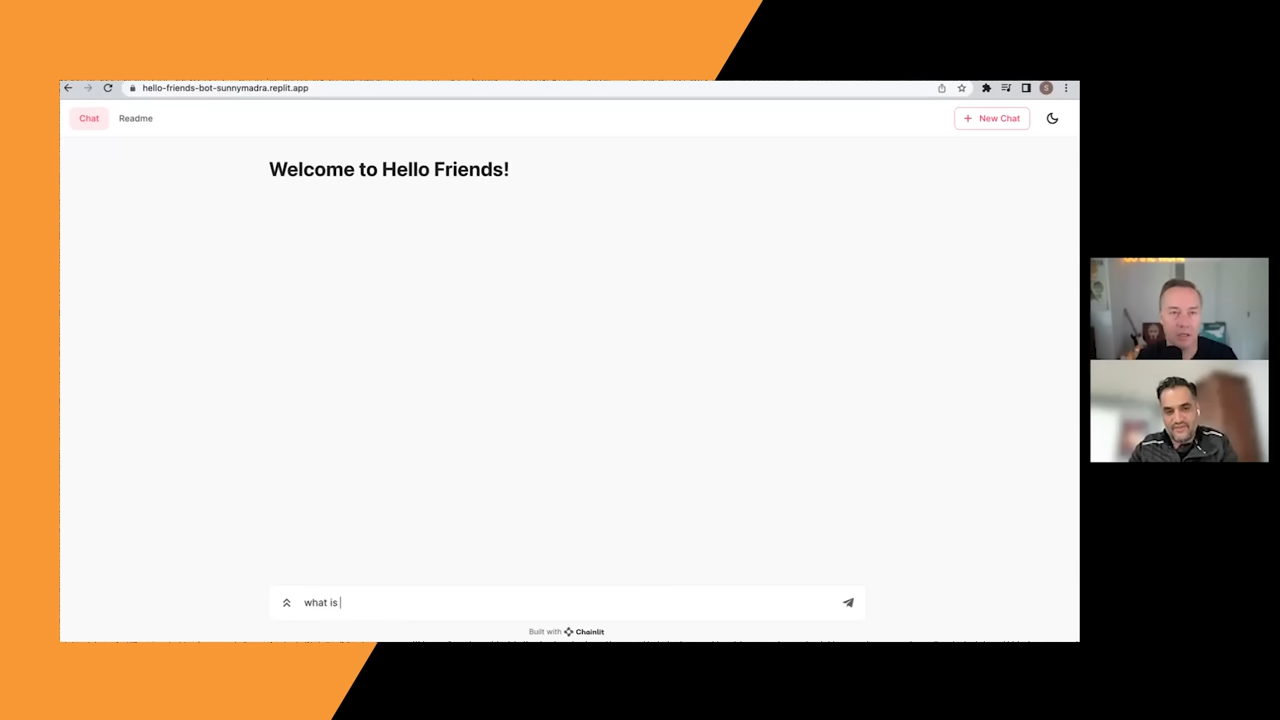 hello-friends-bot-sunnymadra.replit.app
S
Chat
Readme
+ New Chat
Welcome to Hello Friends!
what is
Built with Chainlit